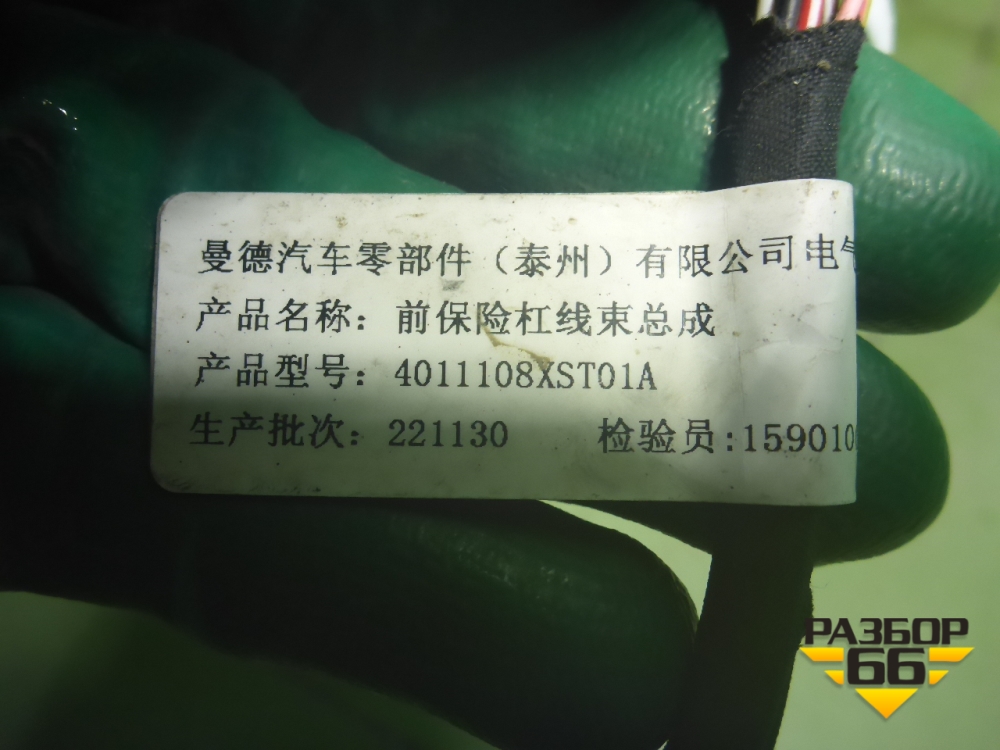 曼德汽车零部件（泰州）有限公司电气
产品名称：前保险杠线束总成
产品型号：4011108XST01A
生产批次：221130 检验员:159010
РАЗБОР
66